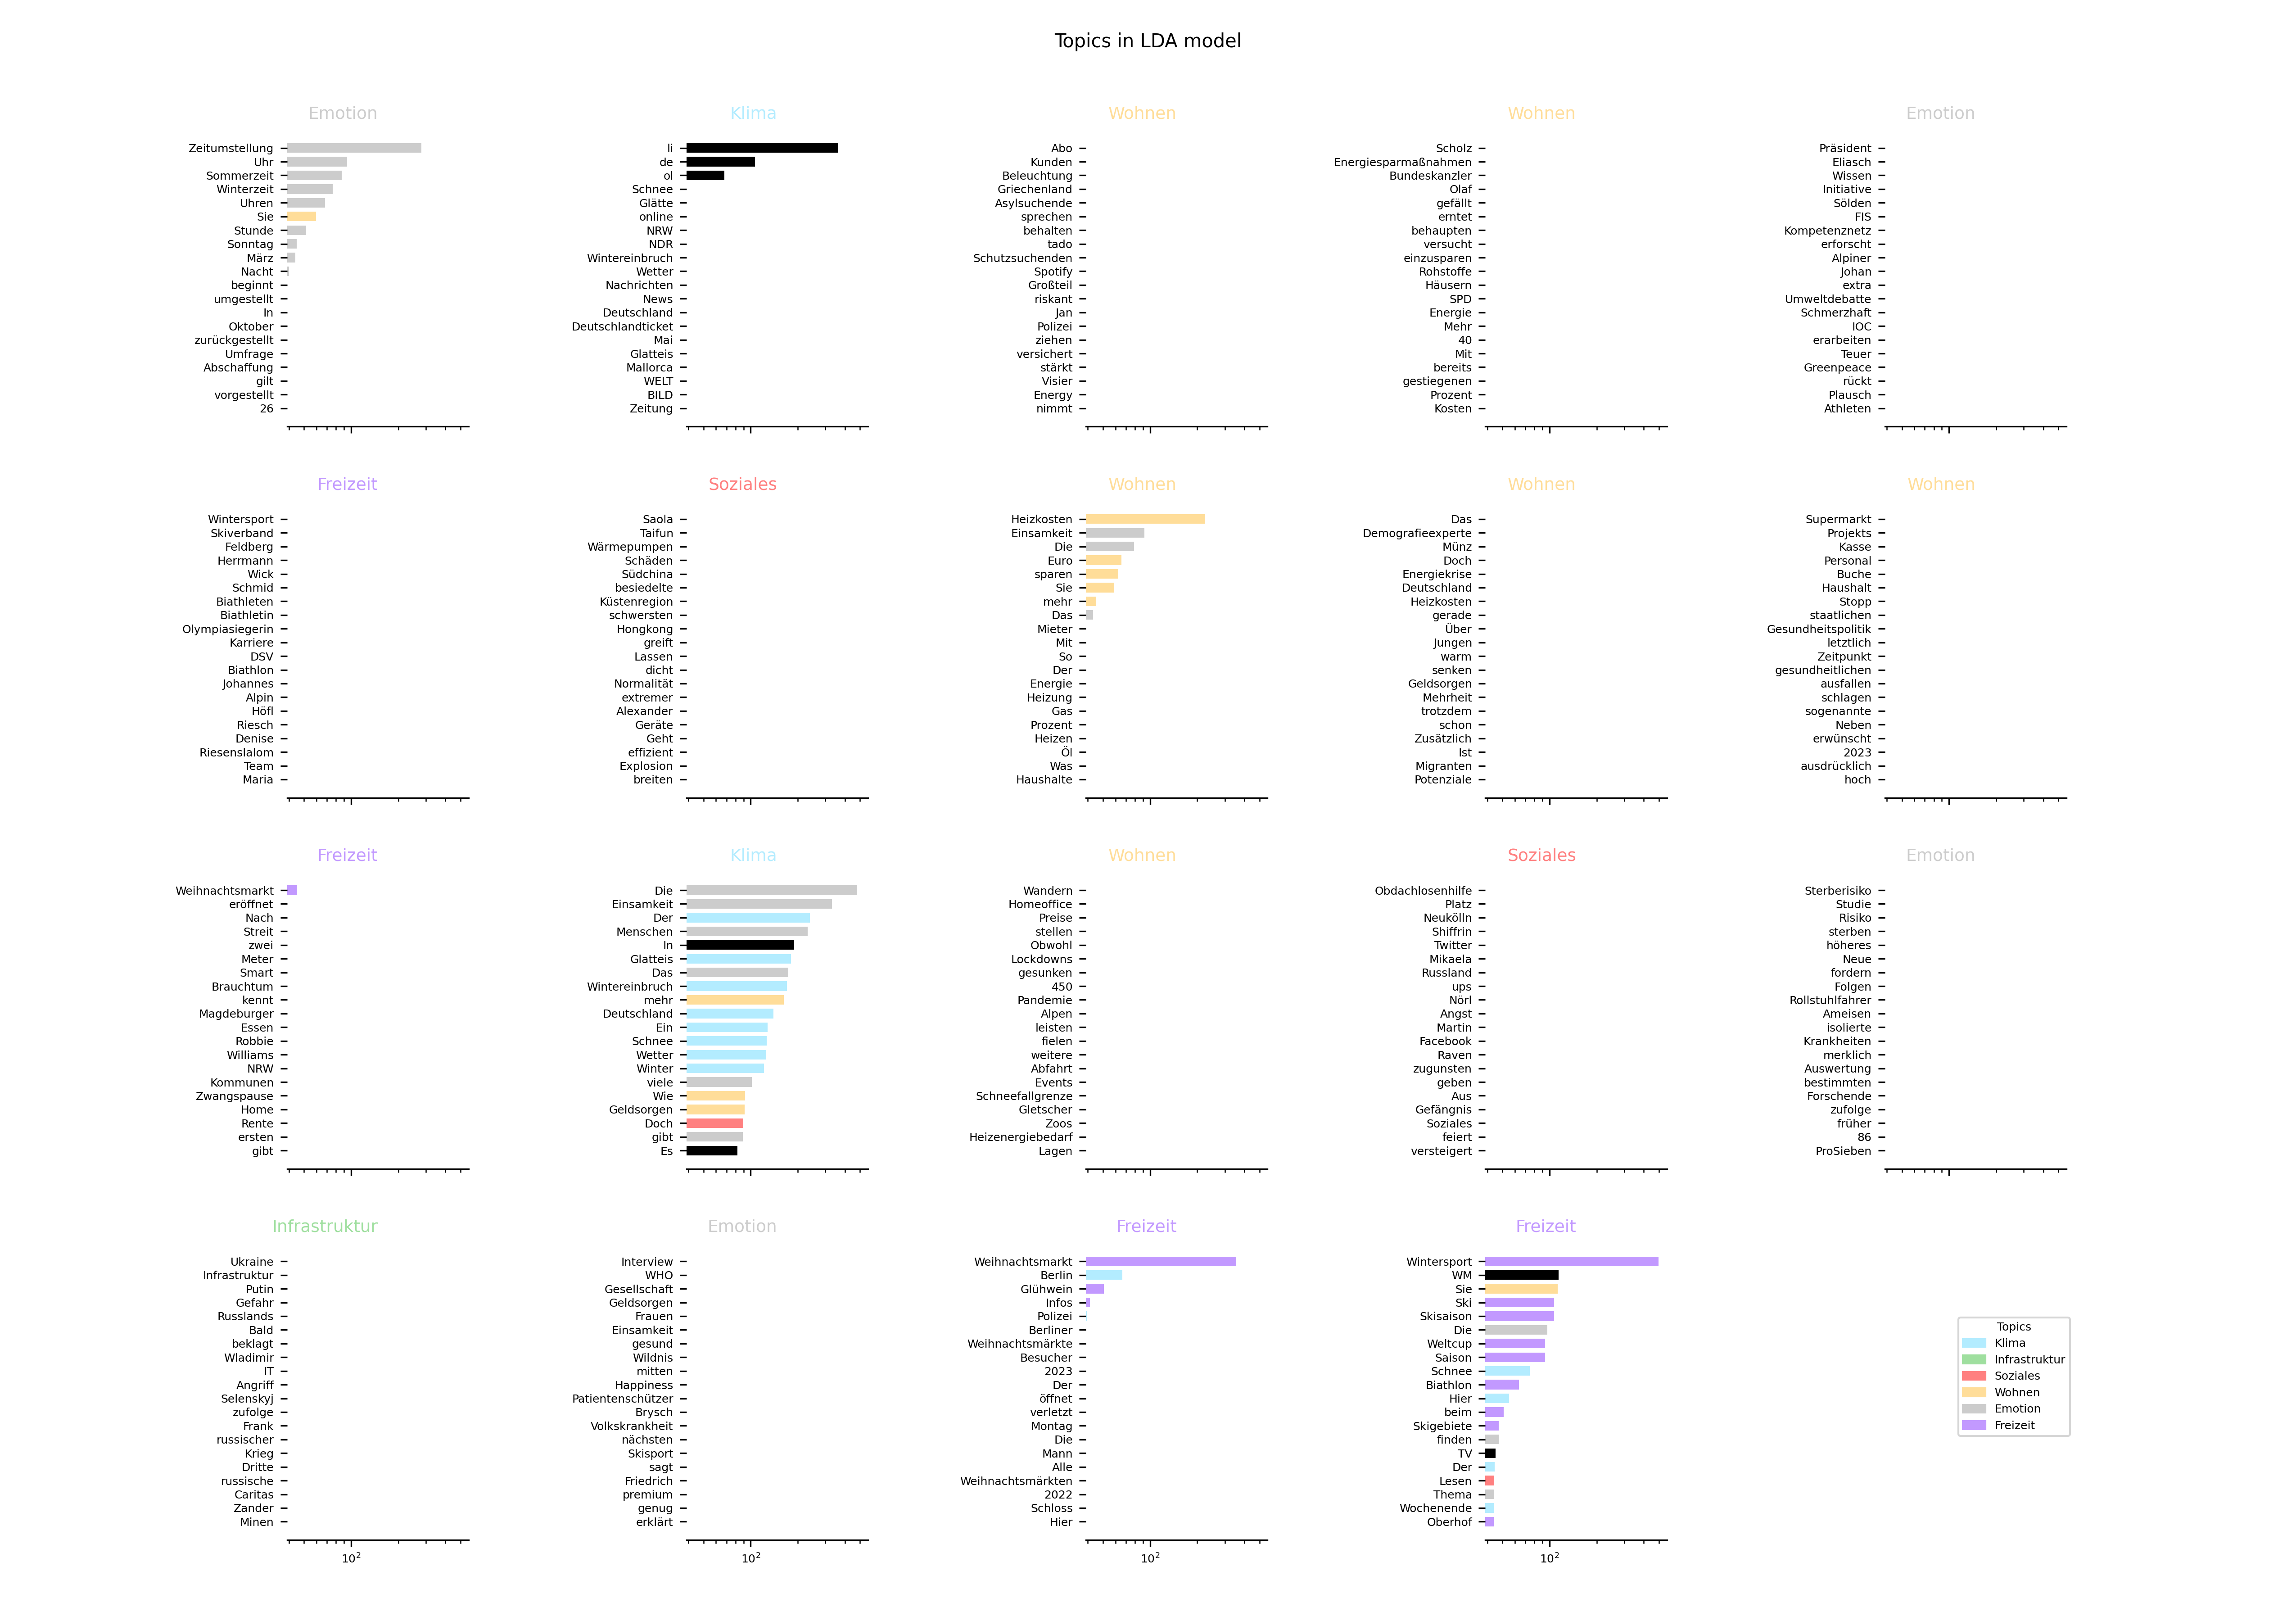 Topics in LDA model
Emotion
Zeitumstellung
Uhr
Sommerzeit
Winterzeit
Uhren
Sie
Stunde
Sonntag
März
Nacht
beginnt
umgestellt
In
Oktober
zurückgestellt
Umfrage
Abschaffung
gilt
vorgestellt
26
Klima
li
de
ol
Schnee
Glätte
online
NRW
NDR
Wintereinbruch
Wetter
Nachrichten
News
Deutschland
Deutschlandticket
Mai
Glatteis
Mallorca
WELT
BILD
Zeitung
Wohnen
Abo
Kunden
Beleuchtung
Griechenland
Asylsuchende
sprechen
behalten
tado
Schutzsuchenden
Spotify
Großteil
riskant
Jan
Polizei
ziehen
versichert
stärkt
Visier
Energy
nimmt
Wohnen
Scholz
Energiesparmaßnahmen
Bundeskanzler
Olaf
gefällt
erntet
behaupten
versucht
einzusparen
Rohstoffe
Häusern
SPD
Energie
Mehr
40
Mit
bereits
gestiegenen
Prozent
Kosten
Emotion
Präsident
Eliasch
Wissen
Initiative
Sölden
FIS
Kompetenznetz
erforscht
Alpiner
Johan
extra
Umweltdebatte
Schmerzhaft
IOC
erarbeiten
Teuer
Greenpeace
rückt
Plausch
Athleten
Freizeit
Wintersport
Skiverband
Feldberg
Herrmann
Wick
Schmid
Biathleten
Biathletin
Olympiasiegerin
Karriere
DSV
Biathlon
Johannes
Alpin
Höfl
Riesch
Denise
Riesenslalom
Team
Maria
Soziales
Saola
Taifun
Wärmepumpen
Schäden
Südchina
besiedelte
Küstenregion
schwersten
Hongkong
greift
Lassen
dicht
Normalität
extremer
Alexander
Geräte
Geht
effizient
Explosion
breiten
Wohnen
Heizkosten
Einsamkeit
Die
Euro
sparen
Sie
mehr
Das
Mieter
Mit
So
Der
Energie
Heizung
Gas
Prozent
Heizen
Öl
Was
Haushalte
Wohnen
Das
Demografieexperte
Münz
Doch
Energiekrise
Deutschland
Heizkosten
gerade
Über
Jungen
warm
senken
Geldsorgen
Mehrheit
trotzdem
schon
Zusätzlich
Ist
Migranten
Potenziale
Wohnen
Supermarkt
Projekts
Kasse
Personal
Buche
Haushalt
Stopp
staatlichen
Gesundheitspolitik
letztlich
Zeitpunkt
gesundheitlichen
ausfallen
schlagen
sogenannte
Neben
erwünscht
2023
ausdrücklich
hoch
Freizeit
Weihnachtsmarkt
eröffnet
Nach
Streit
zwei
Meter
Smart
Brauchtum
kennt
Magdeburger
Essen
Robbie
Williams
NRW
Kommunen
Zwangspause
Home
Rente
ersten
gibt
Klima
Die
Einsamkeit
Der
Menschen
In
Glatteis
Das
Wintereinbruch
mehr
Deutschland
Ein
Schnee
Wetter
Winter
viele
Wie
Geldsorgen
Doch
gibt
Es
Wohnen
Wandern
Homeoffice
Preise
stellen
Obwohl
Lockdowns
gesunken
450
Pandemie
Alpen
leisten
fielen
weitere
Abfahrt
Events
Schneefallgrenze
Gletscher
Zoos
Heizenergiebedarf
Lagen
Soziales
Obdachlosenhilfe
Platz
Neukölln
Shiffrin
Twitter
Mikaela
Russland
ups
Nörl
Angst
Martin
Facebook
Raven
zugunsten
geben
Aus
Gefängnis
Soziales
feiert
versteigert
Emotion
Sterberisiko
Studie
Risiko
sterben
höheres
Neue
fordern
Folgen
Rollstuhlfahrer
Ameisen
isolierte
Krankheiten
merklich
Auswertung
bestimmten
Forschende
zufolge
früher
86
ProSieben
Infrastruktur
Ukraine
Infrastruktur
Putin
Gefahr
Russlands
Bald
beklagt
Wladimir
IT
Angriff
Selenskyj
zufolge
Frank
russischer
Krieg
Dritte
russische
Caritas
Zander
Minen
10²
Emotion
Interview
WHO
Gesellschaft
Geldsorgen
Frauen
Einsamkeit
gesund
Wildnis
mitten
Happiness
Patientenschützer
Brysch
Volkskrankheit
nächsten
Skisport
sagt
Friedrich
premium
genug
erklärt
10²
Freizeit
Weihnachtsmarkt
Berlin
Glühwein
Infos
Polizei
Berliner
Weihnachtsmärkte
Besucher
2023
Der
öffnet
verletzt
Montag
Die
Mann
Alle
Weihnachtsmärkten
2022
Schloss
Hier
10²
Freizeit
Wintersport
WM
Sie
Ski
Skisaison
Die
Weltcup
Saison
Schnee
Biathlon
Hier
beim
Skigebiete
finden
TV
Der
Lesen
Thema
Wochenende
Oberhof
10²
Topics
Klima
Infrastruktur
Soziales
Wohnen
Emotion
Freizeit